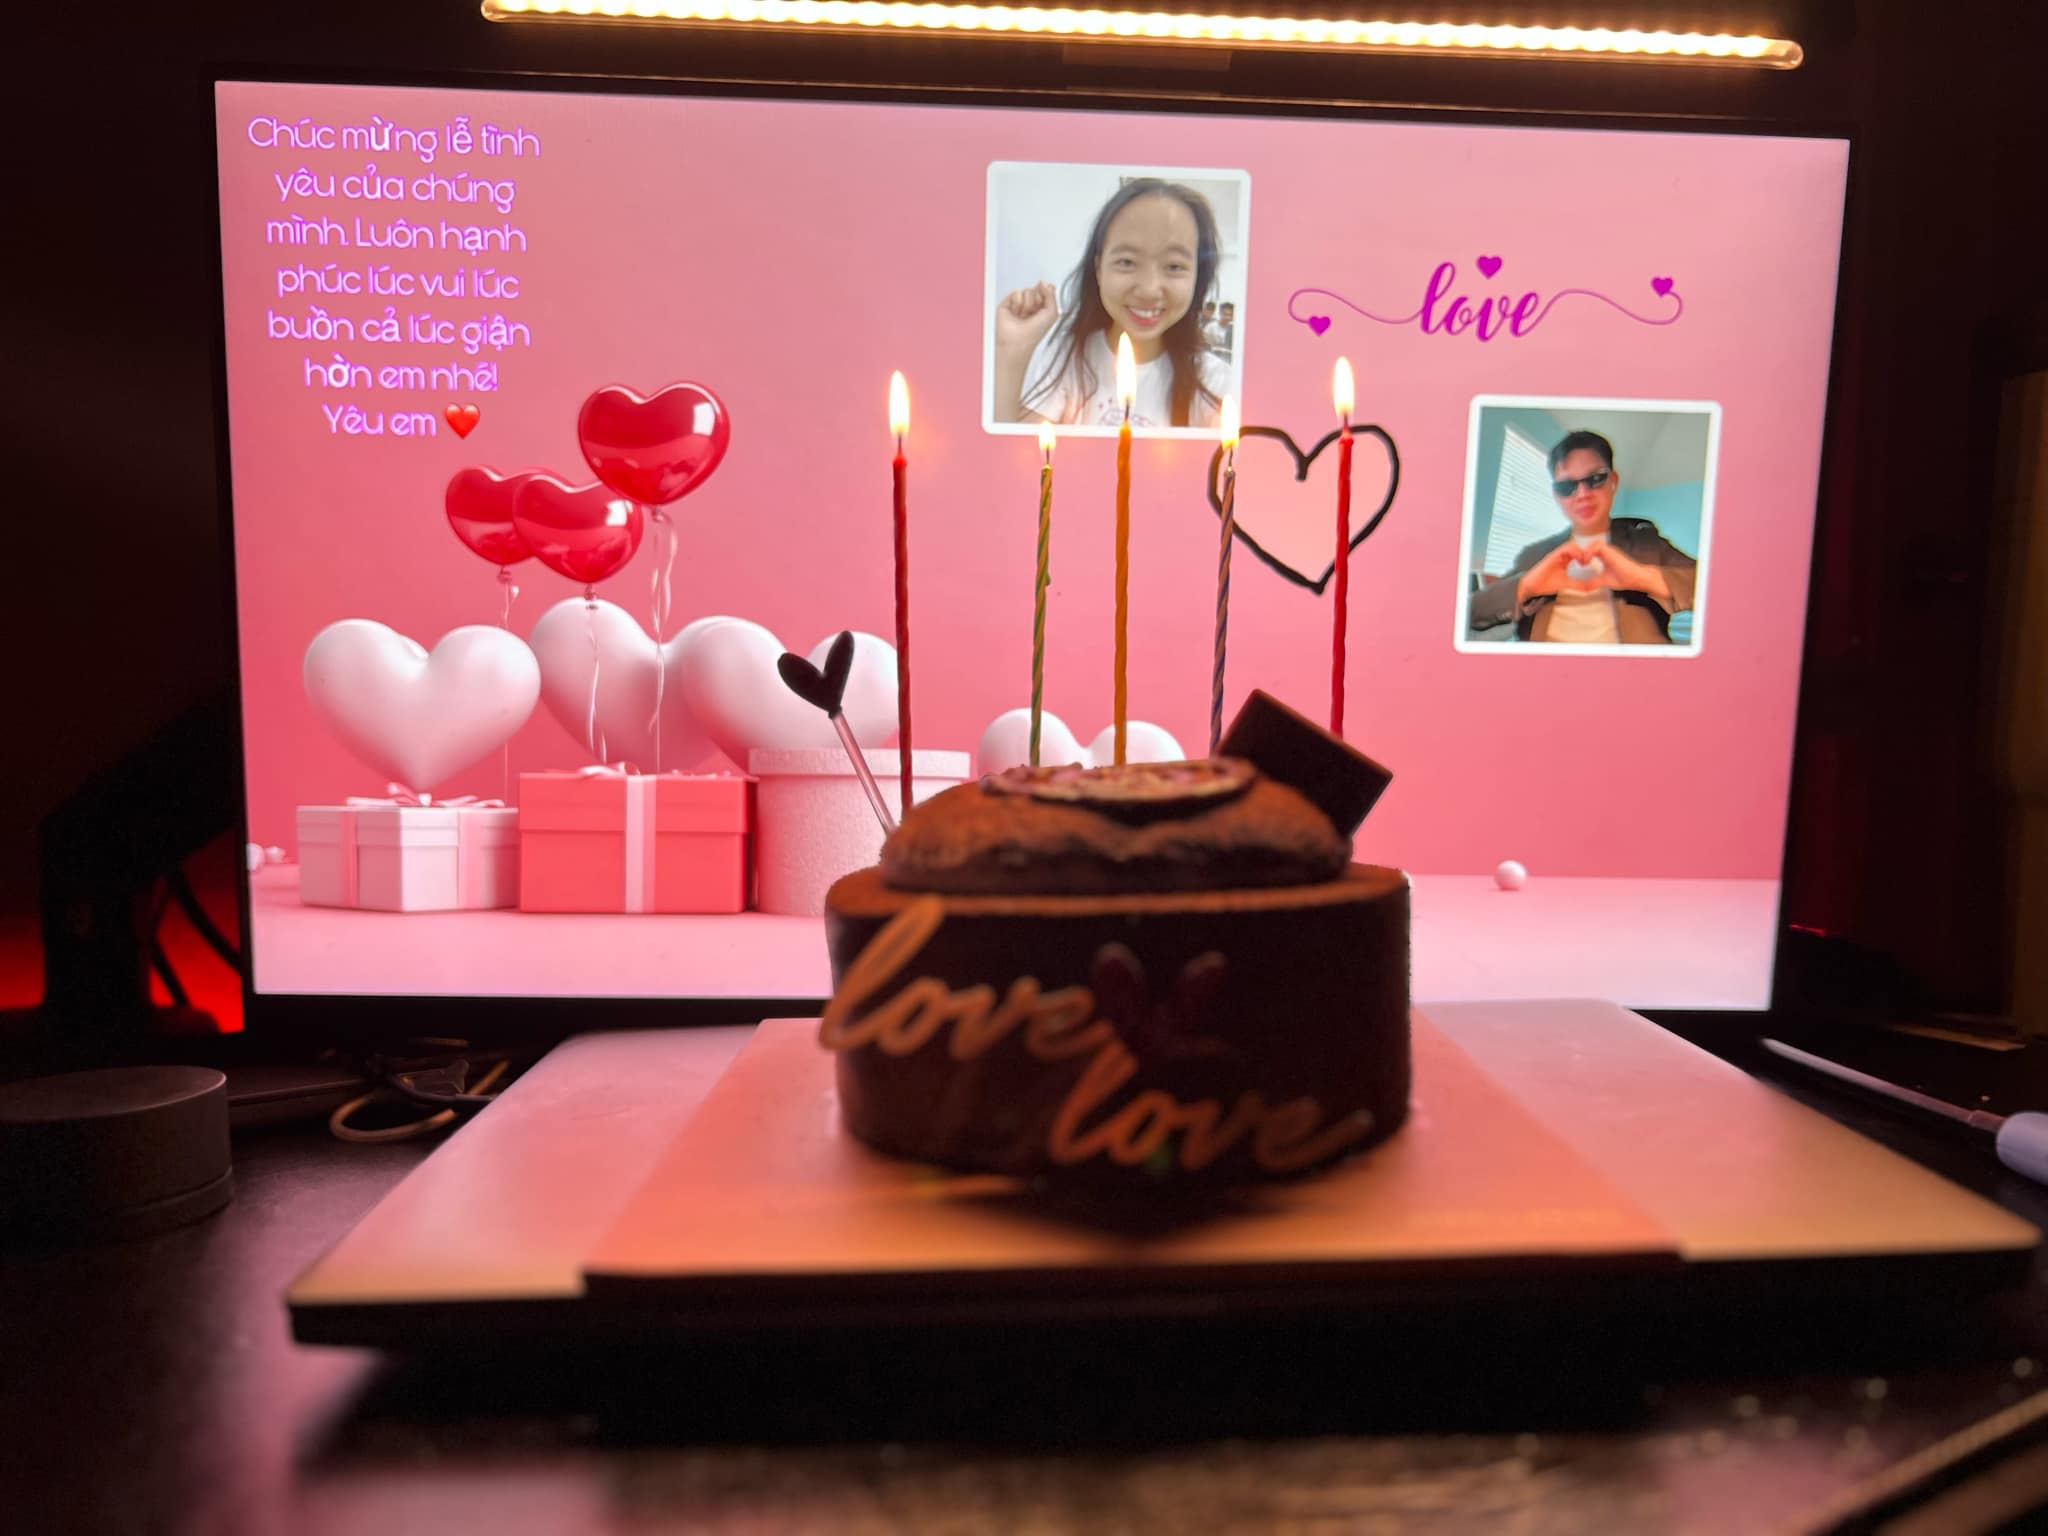 Chúc mừng lễ tình
yêu của chúng
mình. Luôn hạnh
phúc lúc vui lúc
buồn cả lúc giận
hờn em nhé!
Yêu em ❤️
love
love
love